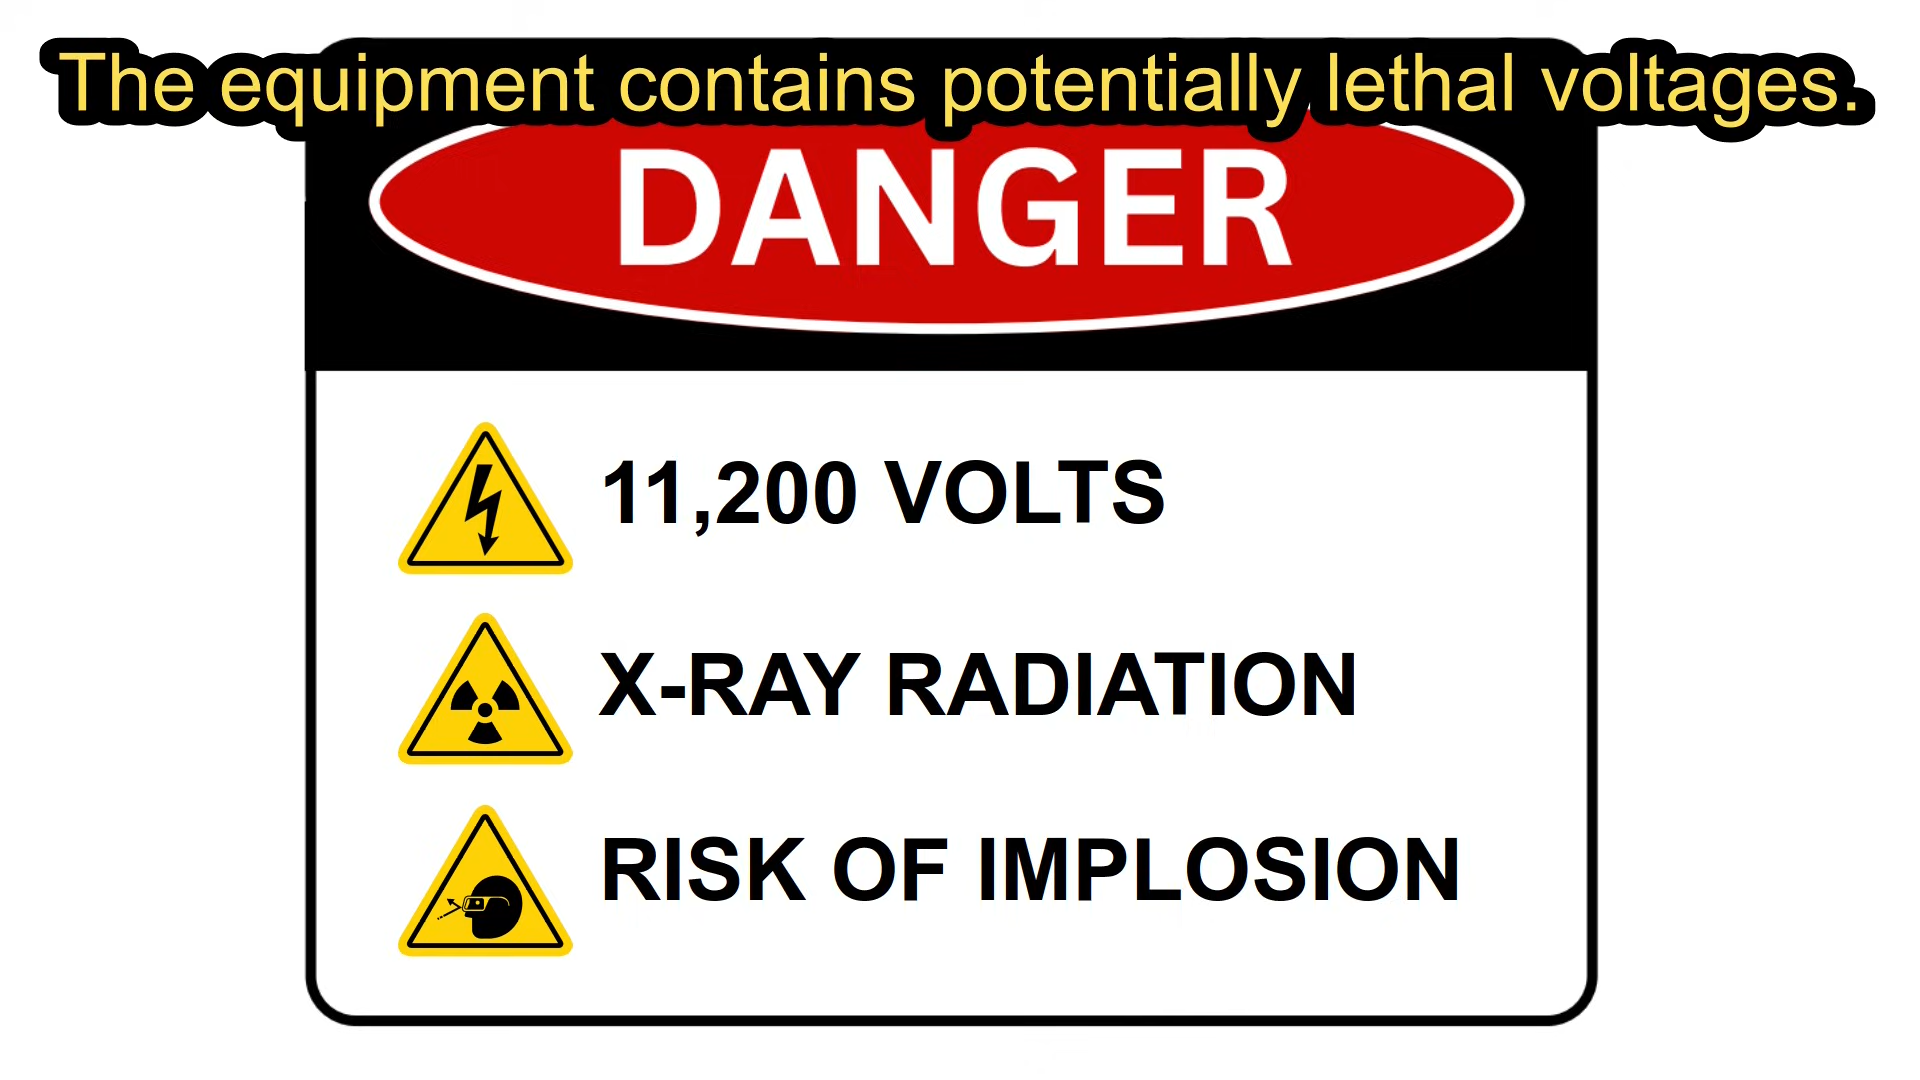 The equipment contains potentially lethal voltages.
DANGER
11,200 VOLTS
X-RAY RADIATION
RISK OF IMPLOSION